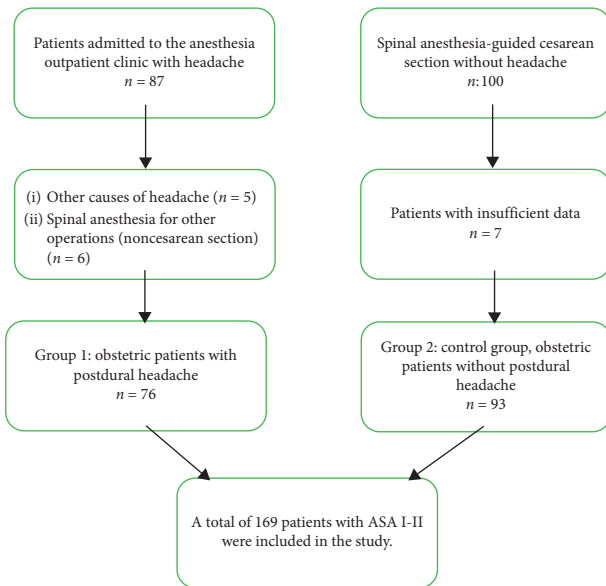 Patients admitted to the anesthesia
outpatient clinic with headache
n = 87
Spinal anesthesia-guided cesarean
section without headache
n:100
(i) Other causes of headache (n = 5)
(ii) Spinal anesthesia for other
operations (noncesarean section)
(n = 6)
Patients with insufficient data
n = 7
Group 1: obstetric patients with
postdural headache
n = 76
Group 2: control group, obstetric
patients without postdural
headache
n = 93
A total of 169 patients with ASA I-II
were included in the study.